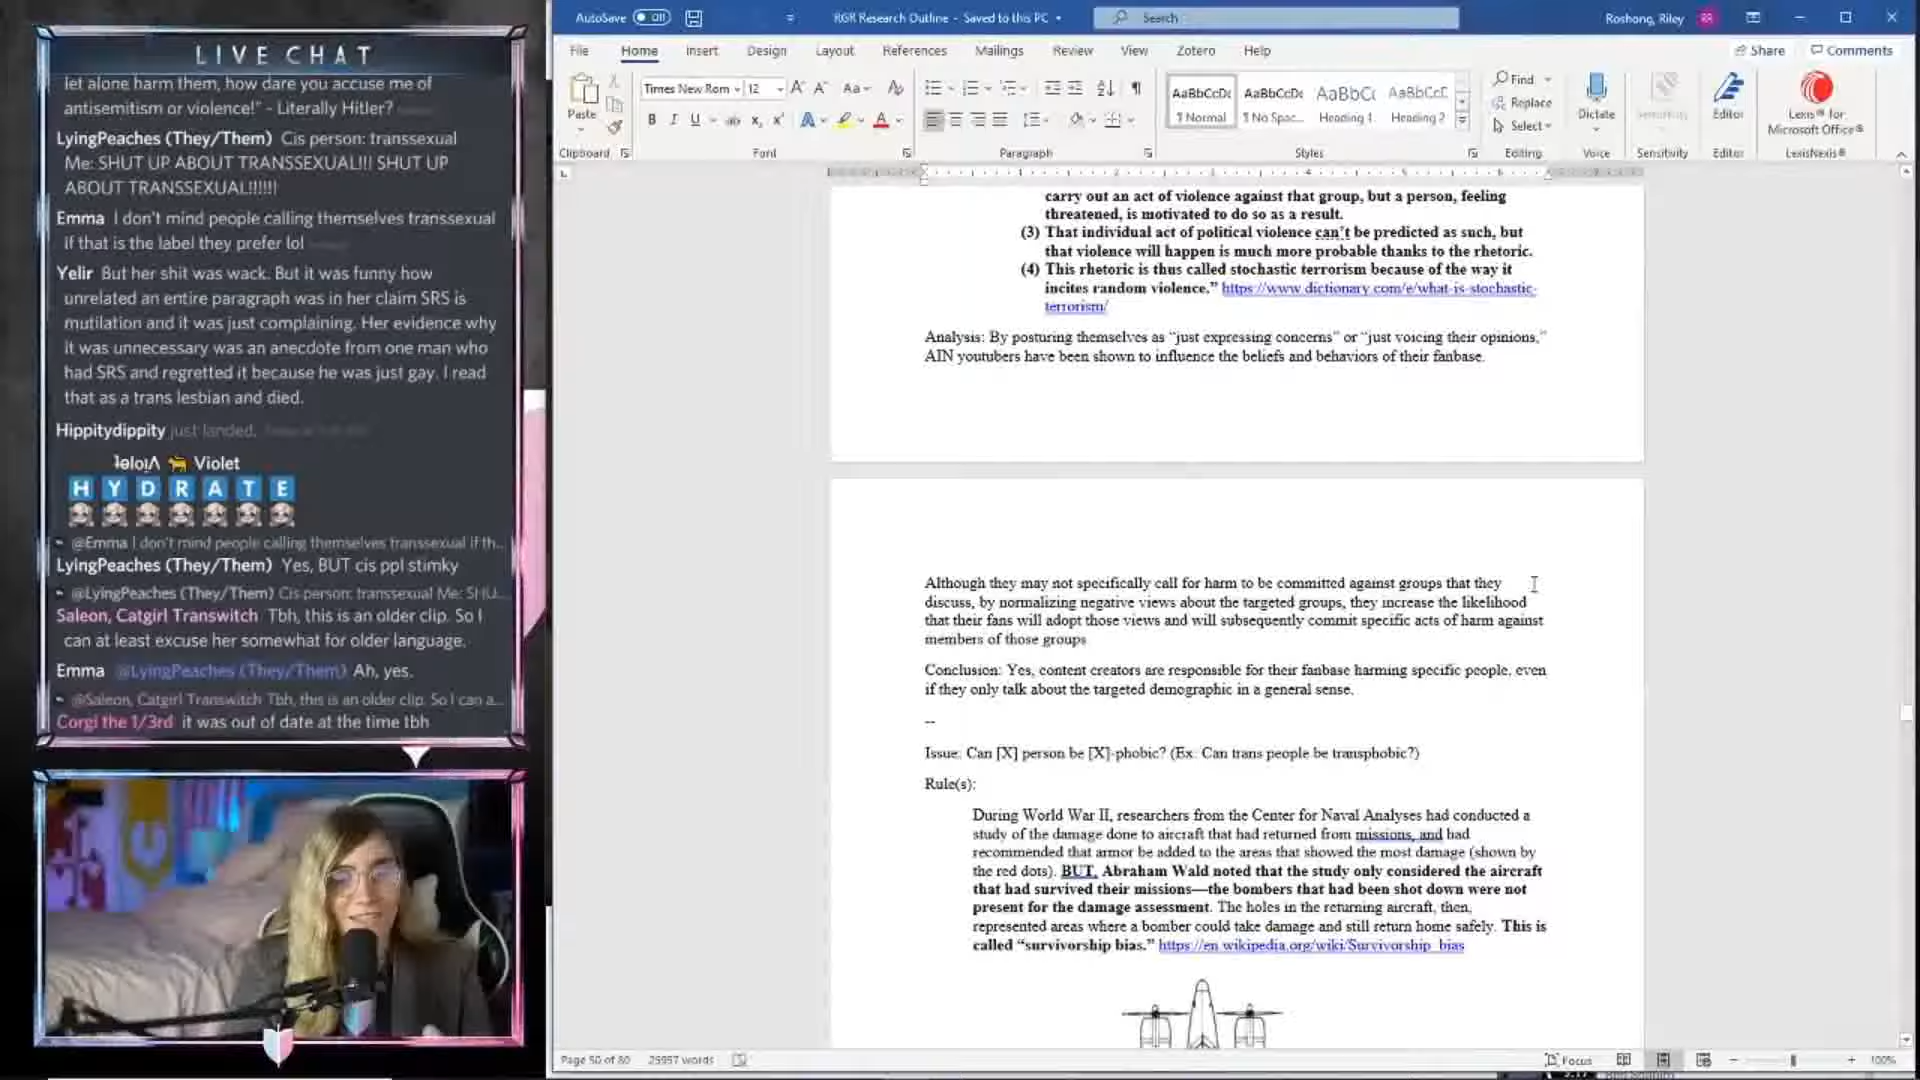 LIVE CHAT
let alone harm them, how dare you accuse me of
antisemitism or violence!" - Literally Hitler?
LyingPeaches (They/Them) Cis person: transsexual
Me: SHUT UP ABOUT TRANSSEXUAL!!! SHUT UP
ABOUT TRANSSEXUAL!!!!!!
Emma I don't mind people calling themselves transsexual
if that is the label they prefer lol
Yelir But her shit was wack. But it was funny how
unrelated an entire paragraph was in her claim SRS is
mutilation and it was just complaining. Her evidence why
it was unnecessary was an anecdote from one man who
had SRS and regretted it because he was just gay. I read
that as a trans lesbian and died.
Hippitydippity just landed.
Violet
H Y D R A T E
@Emma I don't mind people calling themselves transsexual if th...
LyingPeaches (They/Them) Yes, BUT cis ppl stimky
@LyingPeaches (They/Them) Cis person: transsexual Me: SHU...
Saleon, Catgirl Transwitch Tbh, this is an older clip. So I
can at least excuse her somewhat for older language.
Emma @LyingPeaches (They/Them) Ah, yes.
@Saleon, Catgirl Transwitch Tbh, this is an older clip. So I can a...
Corgi the 1/3rd it was out of date at the time tbh
AutoSave Off
RGR Research Outline - Saved to this PC
Search
Roshong, Riley
RR
File Home Insert Design Layout References Mailings Review View Zotero Help
Share Comments
Paste
Times New Rom 12
AaBbCcDc AaBbCcDc AaBbCc AaBbCcC
¶ Normal ¶ No Spac... Heading 1 Heading 2
Find
Replace
Select
Dictate
Sensitivity
Editor
Lexis® for
Microsoft Office®
Clipboard Font Paragraph Styles Editing Voice Sensitivity Editor LexisNexis®
carry out an act of violence against that group, but a person, feeling
threatened, is motivated to do so as a result.
(3) That individual act of political violence can't be predicted as such, but
that violence will happen is much more probable thanks to the rhetoric.
(4) This rhetoric is thus called stochastic terrorism because of the way it
incites random violence." https://www.dictionary.com/e/what-is-stochastic-
terrorism/
Analysis: By posturing themselves as "just expressing concerns" or "just voicing their opinions,"
AIN youtubers have been shown to influence the beliefs and behaviors of their fanbase.
Although they may not specifically call for harm to be committed against groups that they
discuss, by normalizing negative views about the targeted groups, they increase the likelihood
that their fans will adopt those views and will subsequently commit specific acts of harm against
members of those groups
Conclusion: Yes, content creators are responsible for their fanbase harming specific people, even
if they only talk about the targeted demographic in a general sense.
--
Issue: Can [X] person be [X]-phobic? (Ex: Can trans people be transphobic?)
Rule(s):
During World War II, researchers from the Center for Naval Analyses had conducted a
study of the damage done to aircraft that had returned from missions, and had
recommended that armor be added to the areas that showed the most damage (shown by
the red dots). BUT, Abraham Wald noted that the study only considered the aircraft
that had survived their missions—the bombers that had been shot down were not
present for the damage assessment. The holes in the returning aircraft, then,
represented areas where a bomber could take damage and still return home safely. This is
called "survivorship bias." https://en.wikipedia.org/wiki/Survivorship_bias
Page 50 of 80 25957 words
Focus
100%